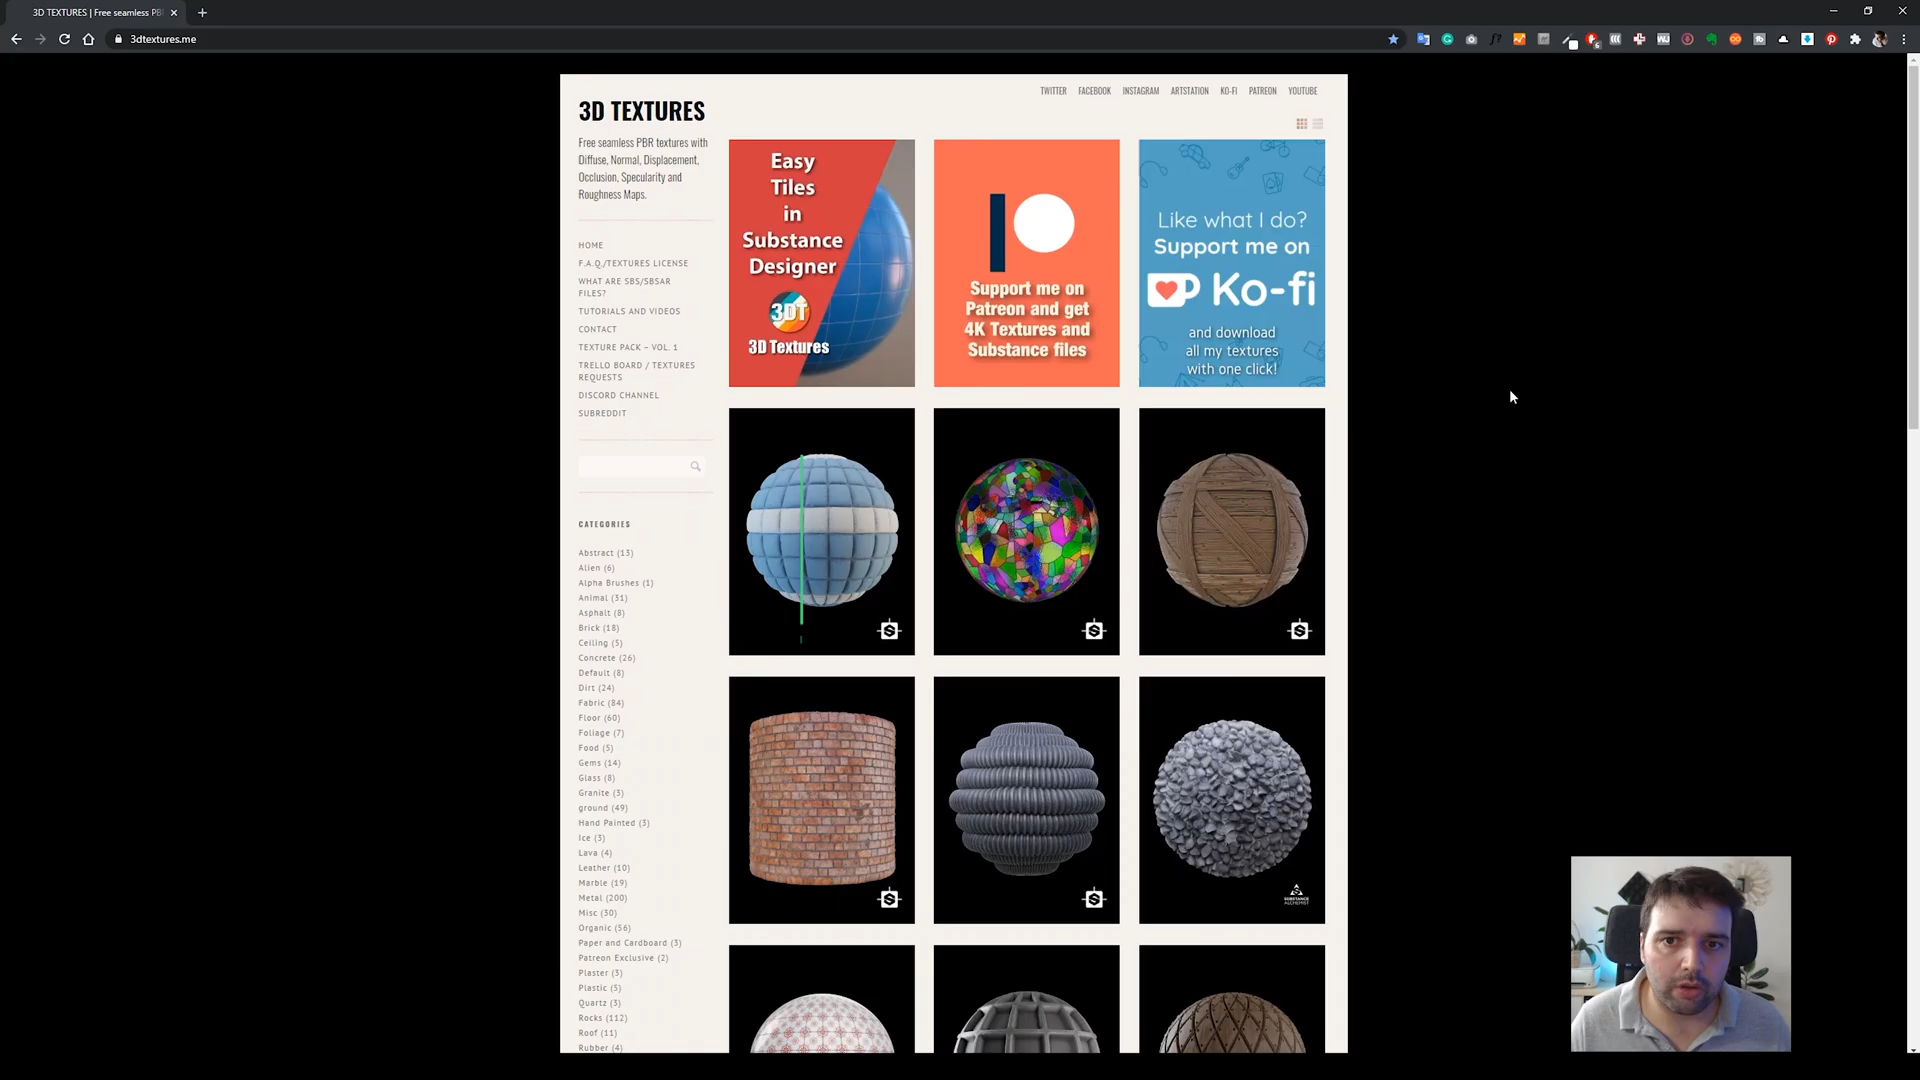 3D TEXTURES | Free seamless PB
3dtextures.me
TWITTER FACEBOOK INSTAGRAM ARTSTATION KO-FI PATREON YOUTUBE
3D TEXTURES
Free seamless PBR textures with
Diffuse, Normal, Displacement,
Occlusion, Specularity and
Roughness Maps.
HOME
F.A.Q./TEXTURES LICENSE
WHAT ARE SBS/SBSAR
FILES?
TUTORIALS AND VIDEOS
CONTACT
TEXTURE PACK – VOL. 1
TRELLO BOARD / TEXTURES
REQUESTS
DISCORD CHANNEL
SUBREDDIT
CATEGORIES
Abstract (13)
Alien (6)
Alpha Brushes (1)
Animal (31)
Asphalt (8)
Brick (18)
Ceiling (5)
Concrete (26)
Default (8)
Dirt (24)
Fabric (84)
Floor (60)
Foliage (7)
Food (5)
Gems (14)
Glass (8)
Granite (3)
ground (49)
Hand Painted (3)
Ice (3)
Lava (4)
Leather (10)
Marble (19)
Metal (200)
Misc (30)
Organic (56)
Paper and Cardboard (3)
Patreon Exclusive (2)
Plaster (3)
Plastic (5)
Quartz (3)
Rocks (112)
Roof (11)
Rubber (4)
Easy
Tiles
in
Substance
Designer
3DT
3D Textures
Support me on
Patreon and get
4K Textures and
Substance files
Like what I do?
Support me on
Ko-fi
and download
all my textures
with one click!
SUBSTANCE
ALCHEMIST